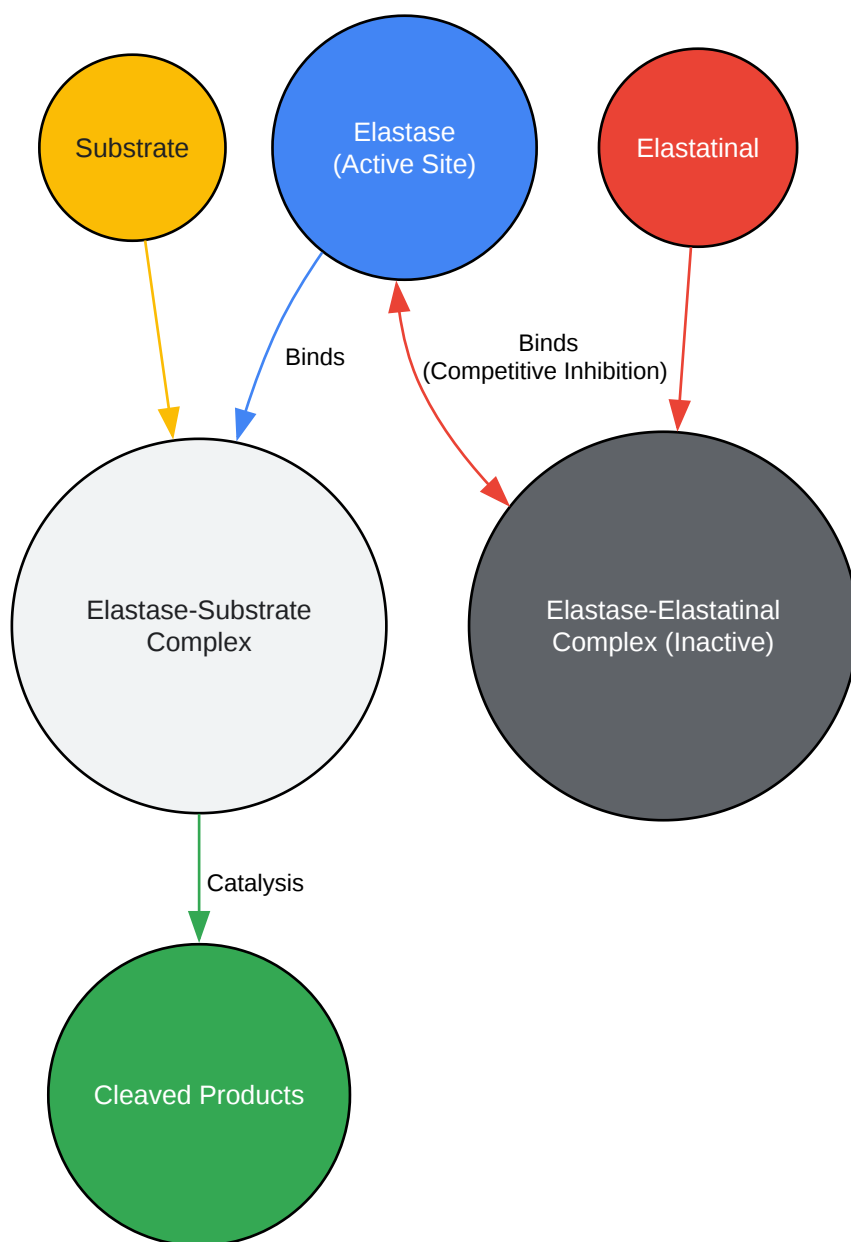 Substrate
Elastase
(Active Site)
Elastatinal
Binds
Binds
(Competitive Inhibition)
Elastase-Substrate
Complex
Elastase-Elastatinal
Complex (Inactive)
Catalysis
Cleaved Products